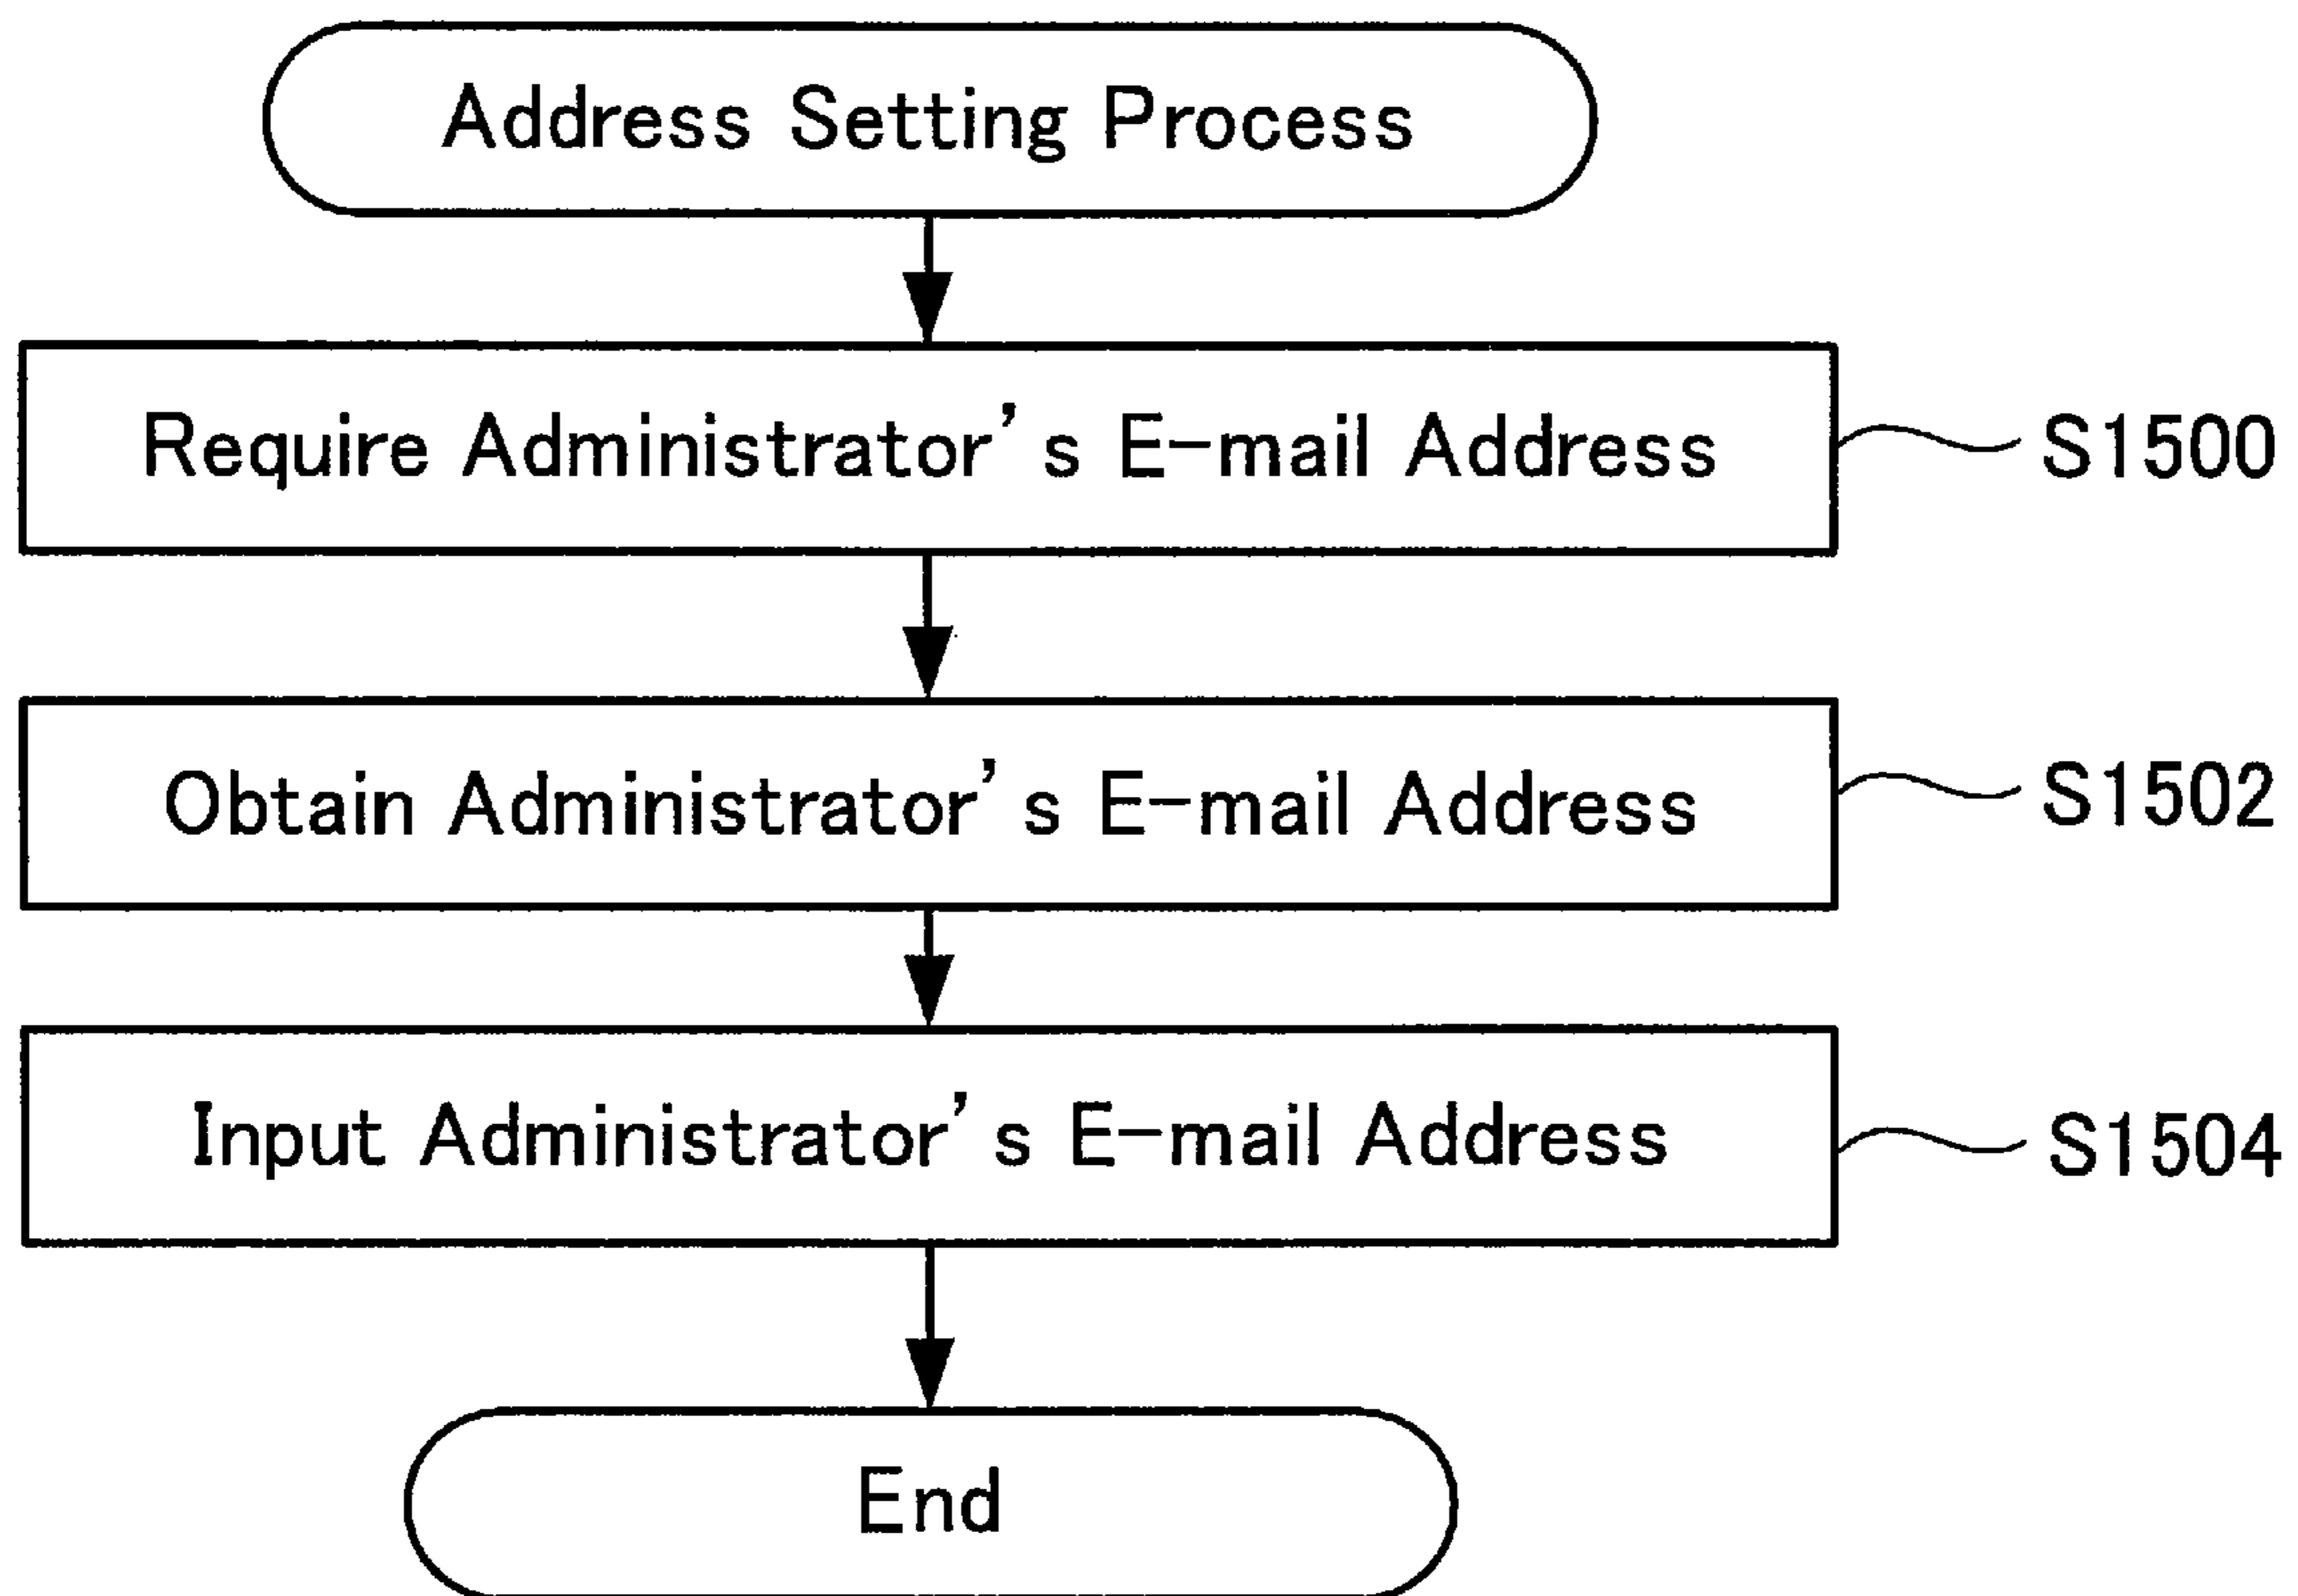 Address Setting Process
Require Administrator's E-mail Address
S1500
Obtain Administrator's E-mail Address
S1502
Input Administrator's E-mail Address
S1504
End